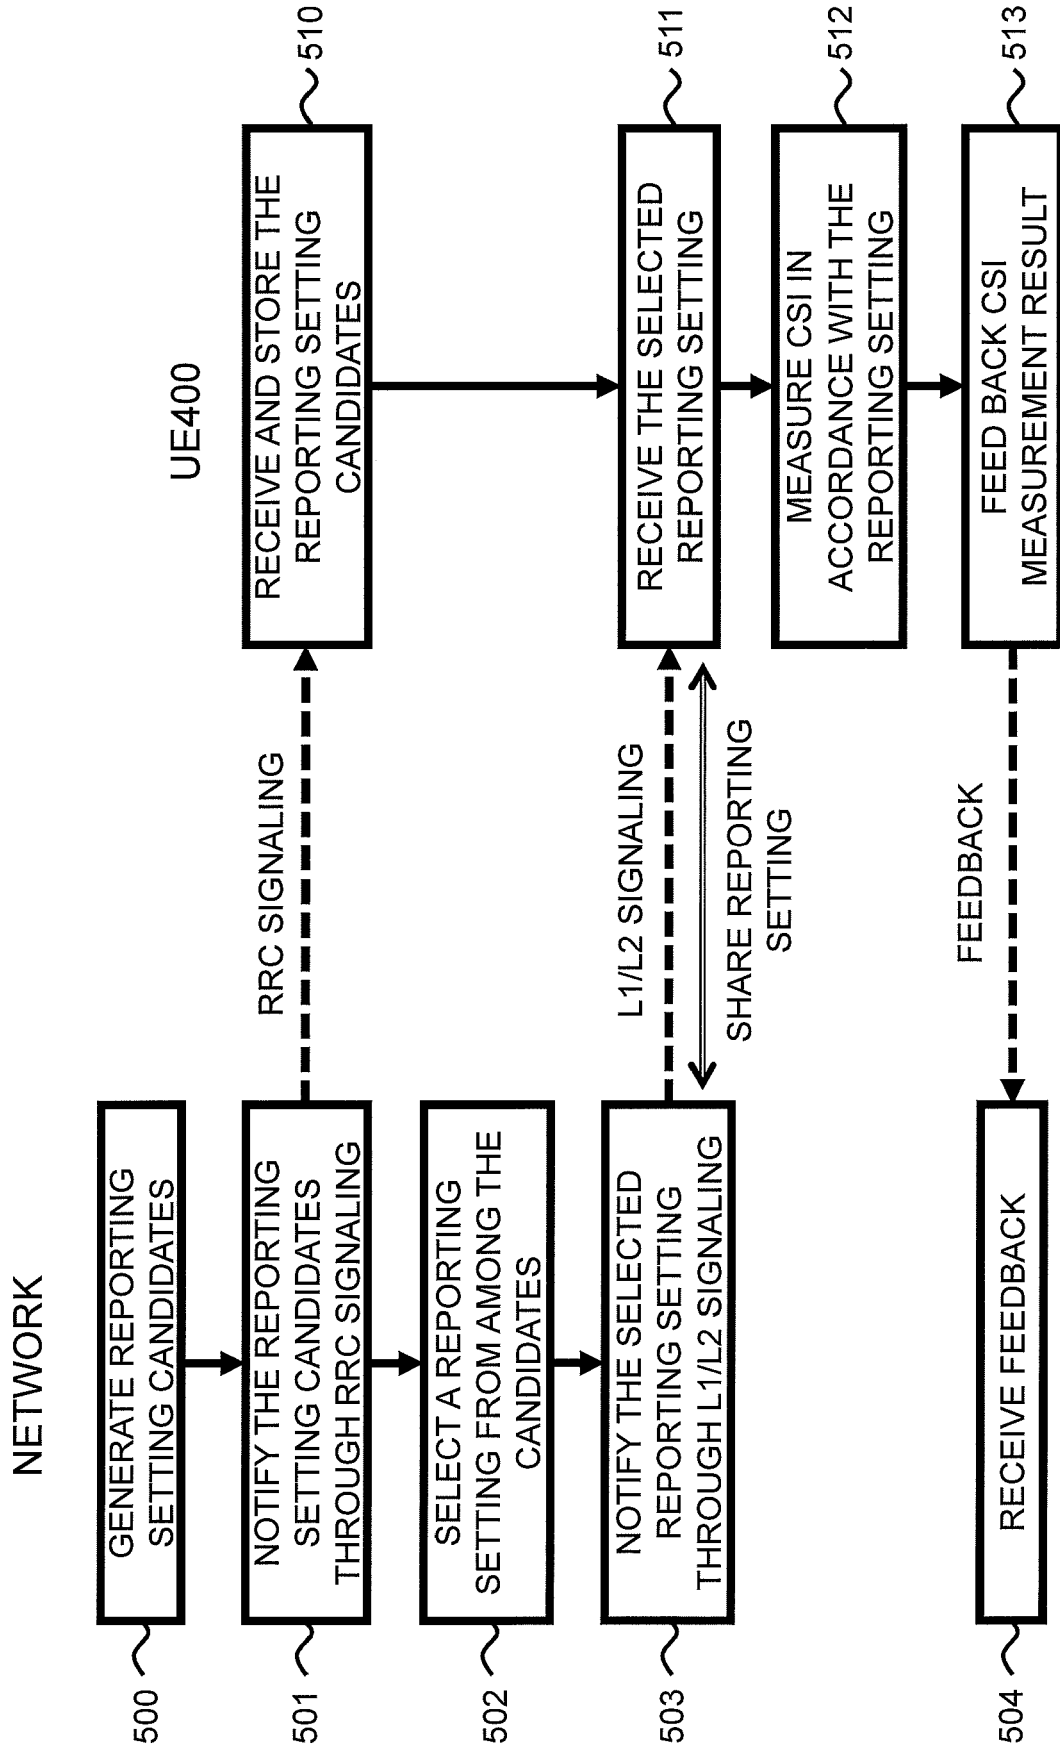 NETWORK
UE400
500
GENERATE REPORTING
SETTING CANDIDATES
501
NOTIFY THE REPORTING
SETTING CANDIDATES
THROUGH RRC SIGNALING
RRC SIGNALING
RECEIVE AND STORE THE
REPORTING SETTING
CANDIDATES
510
502
SELECT A REPORTING
SETTING FROM AMONG THE
CANDIDATES
503
NOTIFY THE SELECTED
REPORTING SETTING
THROUGH L1/L2 SIGNALING
L1/L2 SIGNALING
SHARE REPORTING
SETTING
RECEIVE THE SELECTED
REPORTING SETTING
511
MEASURE CSI IN
ACCORDANCE WITH THE
REPORTING SETTING
512
504
RECEIVE FEEDBACK
FEEDBACK
FEED BACK CSI
MEASUREMENT RESULT
513